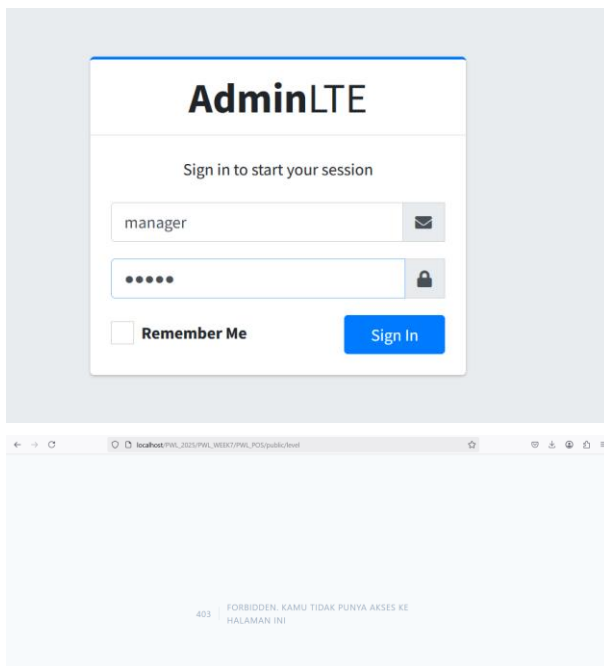 AdminLTE
Sign in to start your session
manager
•••••
Remember Me
Sign In
localhost/PWL_2025/PWL_WEEK7/PWL_POS/public/level
403
FORBIDDEN. KAMU TIDAK PUNYA AKSES KE
HALAMAN INI